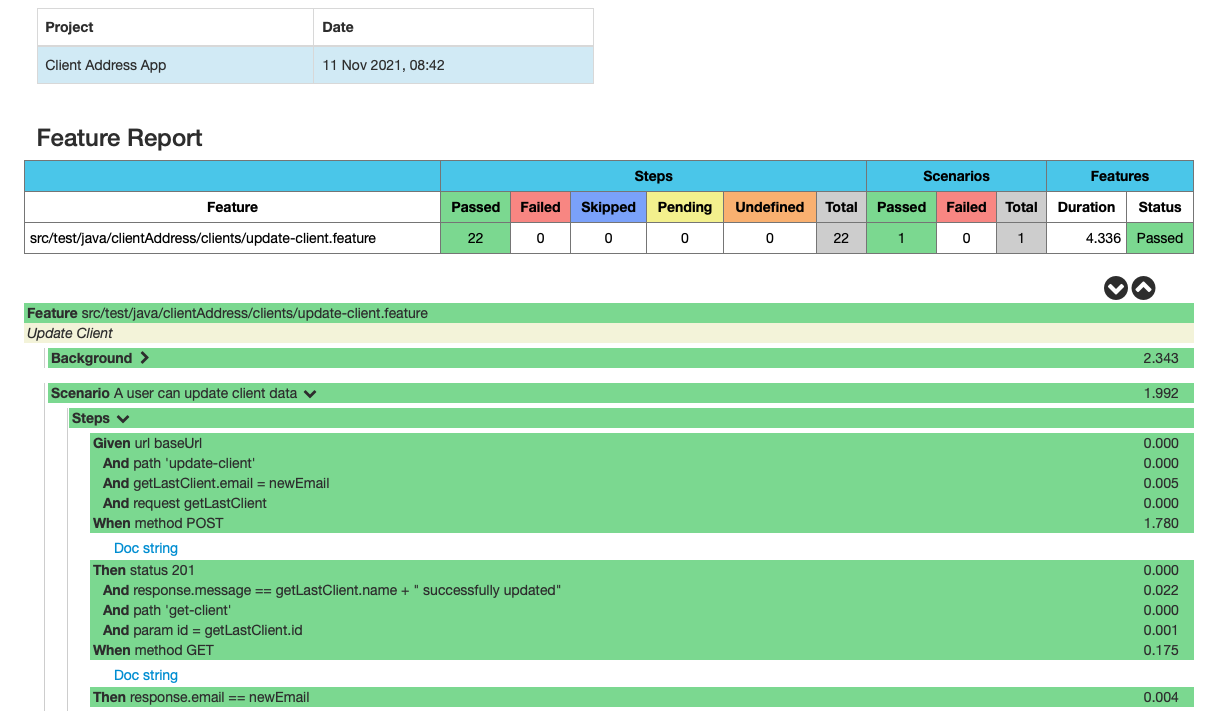 Project Date
Client Address App 11 Nov 2021, 08:42
Feature Report
Steps Scenarios Features
Feature Passed Failed Skipped Pending Undefined Total Passed Failed Total Duration Status
src/test/java/clientAddress/clients/update-client.feature 22 0 0 0 0 22 1 0 1 4.336 Passed
Feature src/test/java/clientAddress/clients/update-client.feature
Update Client
Background 2.343
Scenario A user can update client data 1.992
Steps
Given url baseUrl 0.000
And path 'update-client' 0.000
And getLastClient.email = newEmail 0.005
And request getLastClient 0.000
When method POST 1.780
Doc string
Then status 201 0.000
And response.message == getLastClient.name + " successfully updated" 0.022
And path 'get-client' 0.000
And param id = getLastClient.id 0.001
When method GET 0.175
Doc string
Then response.email == newEmail 0.004